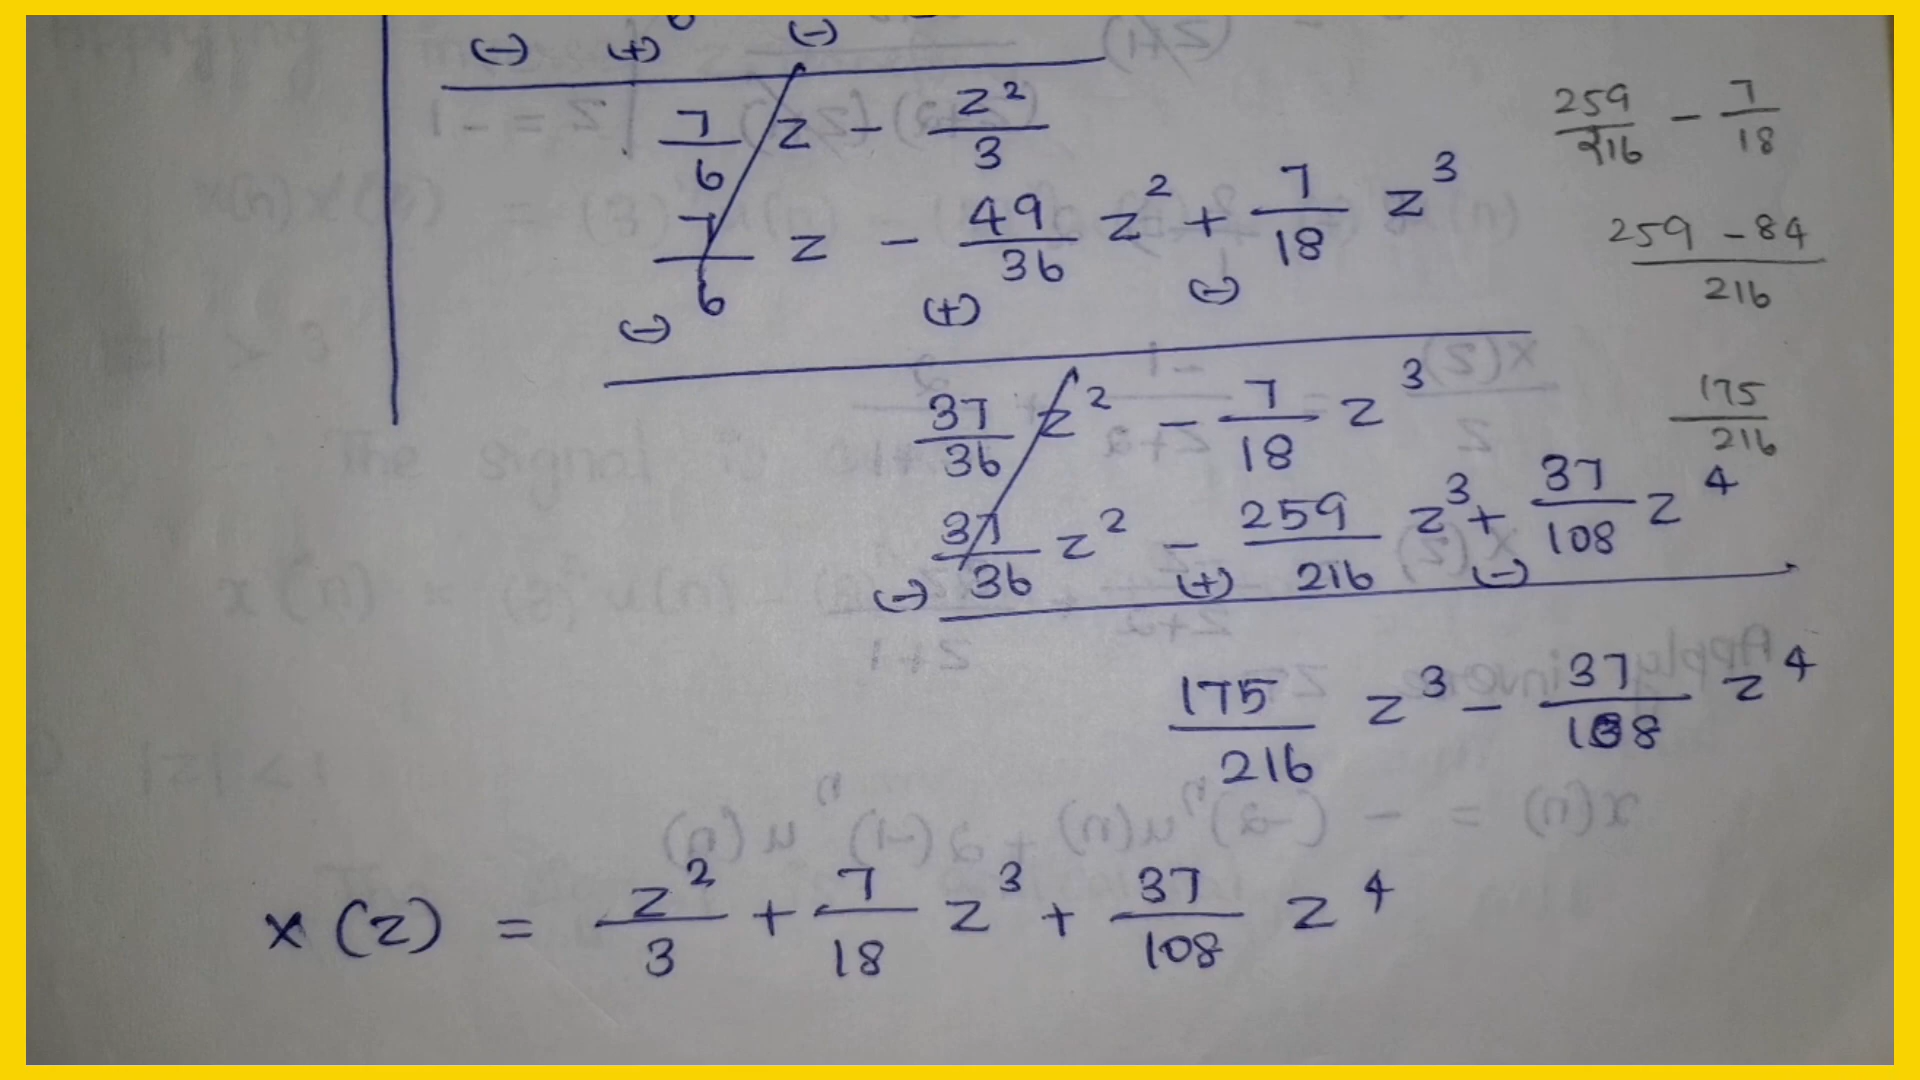 (-) (+) (-)
7/6 z - z²/3
7/6 z - 49/36 z² + 7/18 z³
(-) (+) (-)
37/36 z² - 7/18 z³
37/36 z² - 259/216 z³ + 37/108 z⁴
(-) (+) (-)
175/216 z³ - 37/108 z⁴
x(z) = z²/3 + 7/18 z³ + 37/108 z⁴
259/216 - 7/18
259 - 84/216
175/216